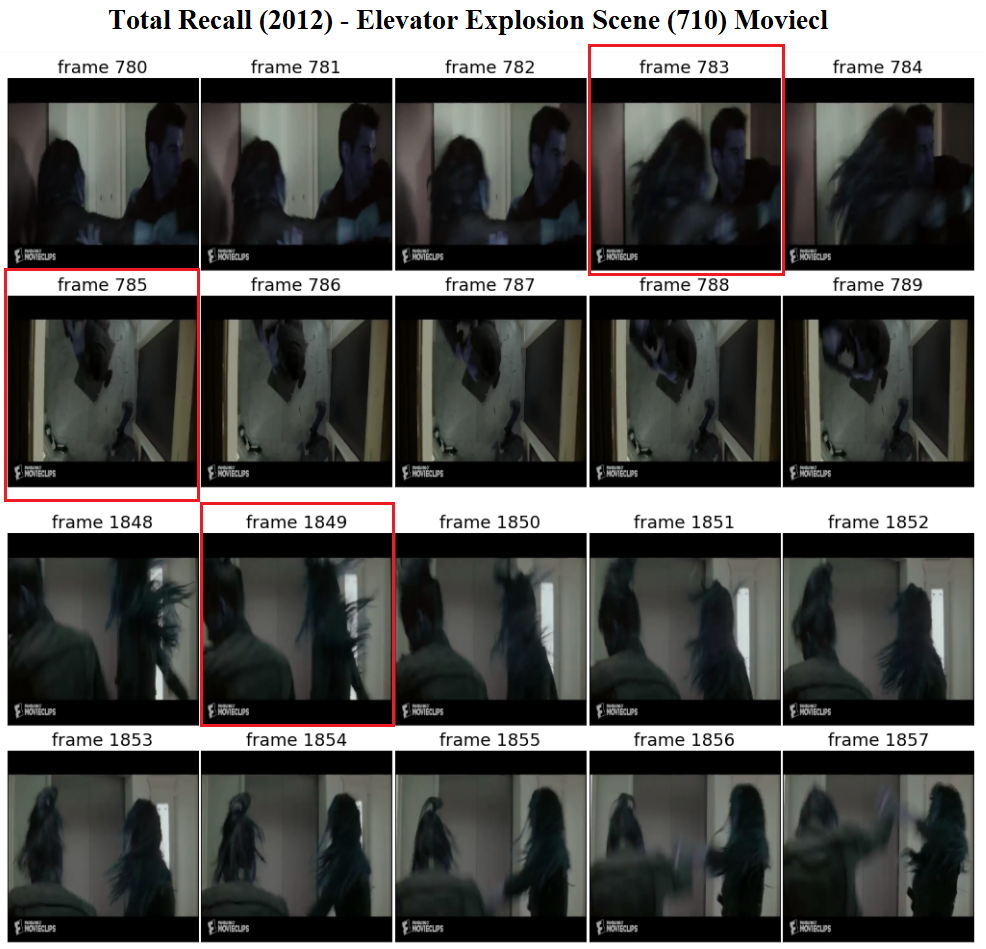 Total Recall (2012) - Elevator Explosion Scene (710) Moviecl
frame 780 frame 781 frame 782 frame 783 frame 784
MOVIECLIPS MOVIECLIPS MOVIECLIPS MOVIECLIPS MOVIECLIPS
frame 785 frame 786 frame 787 frame 788 frame 789
MOVIECLIPS MOVIECLIPS MOVIECLIPS MOVIECLIPS MOVIECLIPS
frame 1848 frame 1849 frame 1850 frame 1851 frame 1852
MOVIECLIPS MOVIECLIPS MOVIECLIPS MOVIECLIPS MOVIECLIPS
frame 1853 frame 1854 frame 1855 frame 1856 frame 1857
MOVIECLIPS MOVIECLIPS MOVIECLIPS MOVIECLIPS MOVIECLIPS